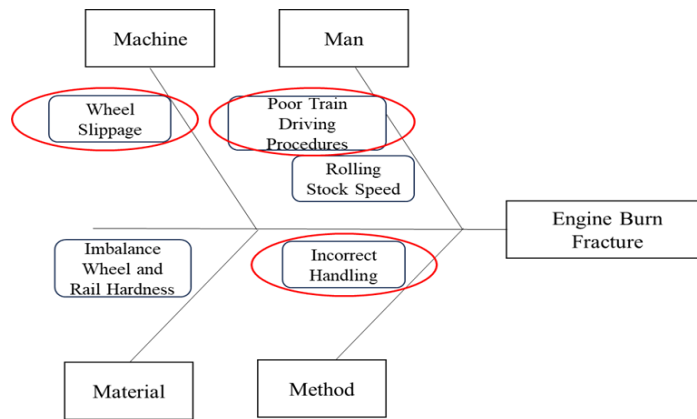 Machine
Man
Wheel
Slippage
Poor Train
Driving
Procedures
Rolling
Stock Speed
Engine Burn
Fracture
Imbalance
Wheel and
Rail Hardness
Incorrect
Handling
Material
Method